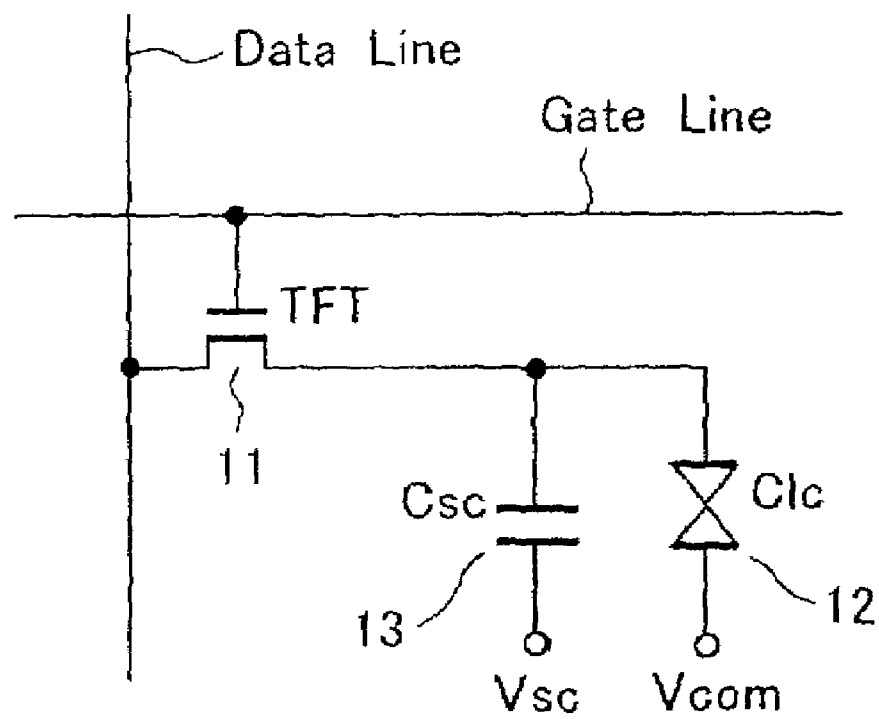 Data Line
Gate Line
TFT
11
Csc
Clc
13
12
Vsc
Vcom